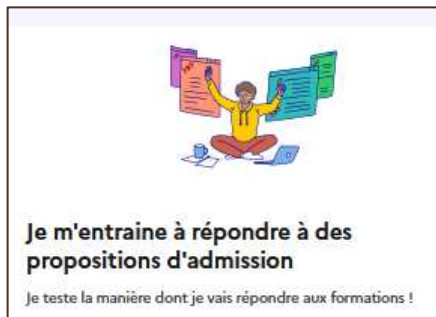 Je m'entraine à répondre à des
propositions d'admission
Je teste la manière dont je vais répondre aux formations !